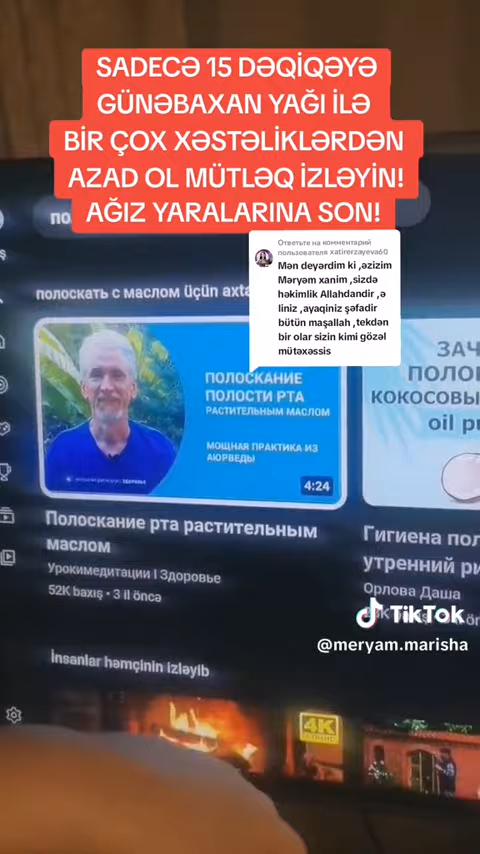 SADECƏ 15 DƏQİQƏYƏ
GÜNƏBAXAN YAĞI İLƏ
BİR ÇOX XƏSTƏLİKLƏRDƏN
AZAD OL MÜTLƏQ İZLƏYİN!
AĞIZ YARALARINA SON!
Ответьте на комментарий
пользователя xatirerzayeva60
Mən deyərdim ki ,əzizim
Məryəm xanim ,sizdə
həkimlik Allahdandir ,ə
liniz ,ayaqiniz şəfadir
bütün maşallah ,tekdən
bir olar sizin kimi gözəl
mütəxəssis
по
полоскать с маслом üçün axta
ПОЛОСКАНИЕ
ПОЛОСТИ РТА
РАСТИТЕЛЬНЫМ МАСЛОМ
МОЩНАЯ ПРАКТИКА ИЗ
АЮРВЕДЫ
4:24
Полоскание рта растительным
маслом
Урокимедитации I Здоровье
52K baxış • 3 il öncə
ЗАЧ
ПОЛО
КОКОСОВЫ
oil pu
Гигиена пол
утренний ри
Орлова Даша
TikTok
@meryam.marisha
İnsanlar həmçinin izləyib
4K